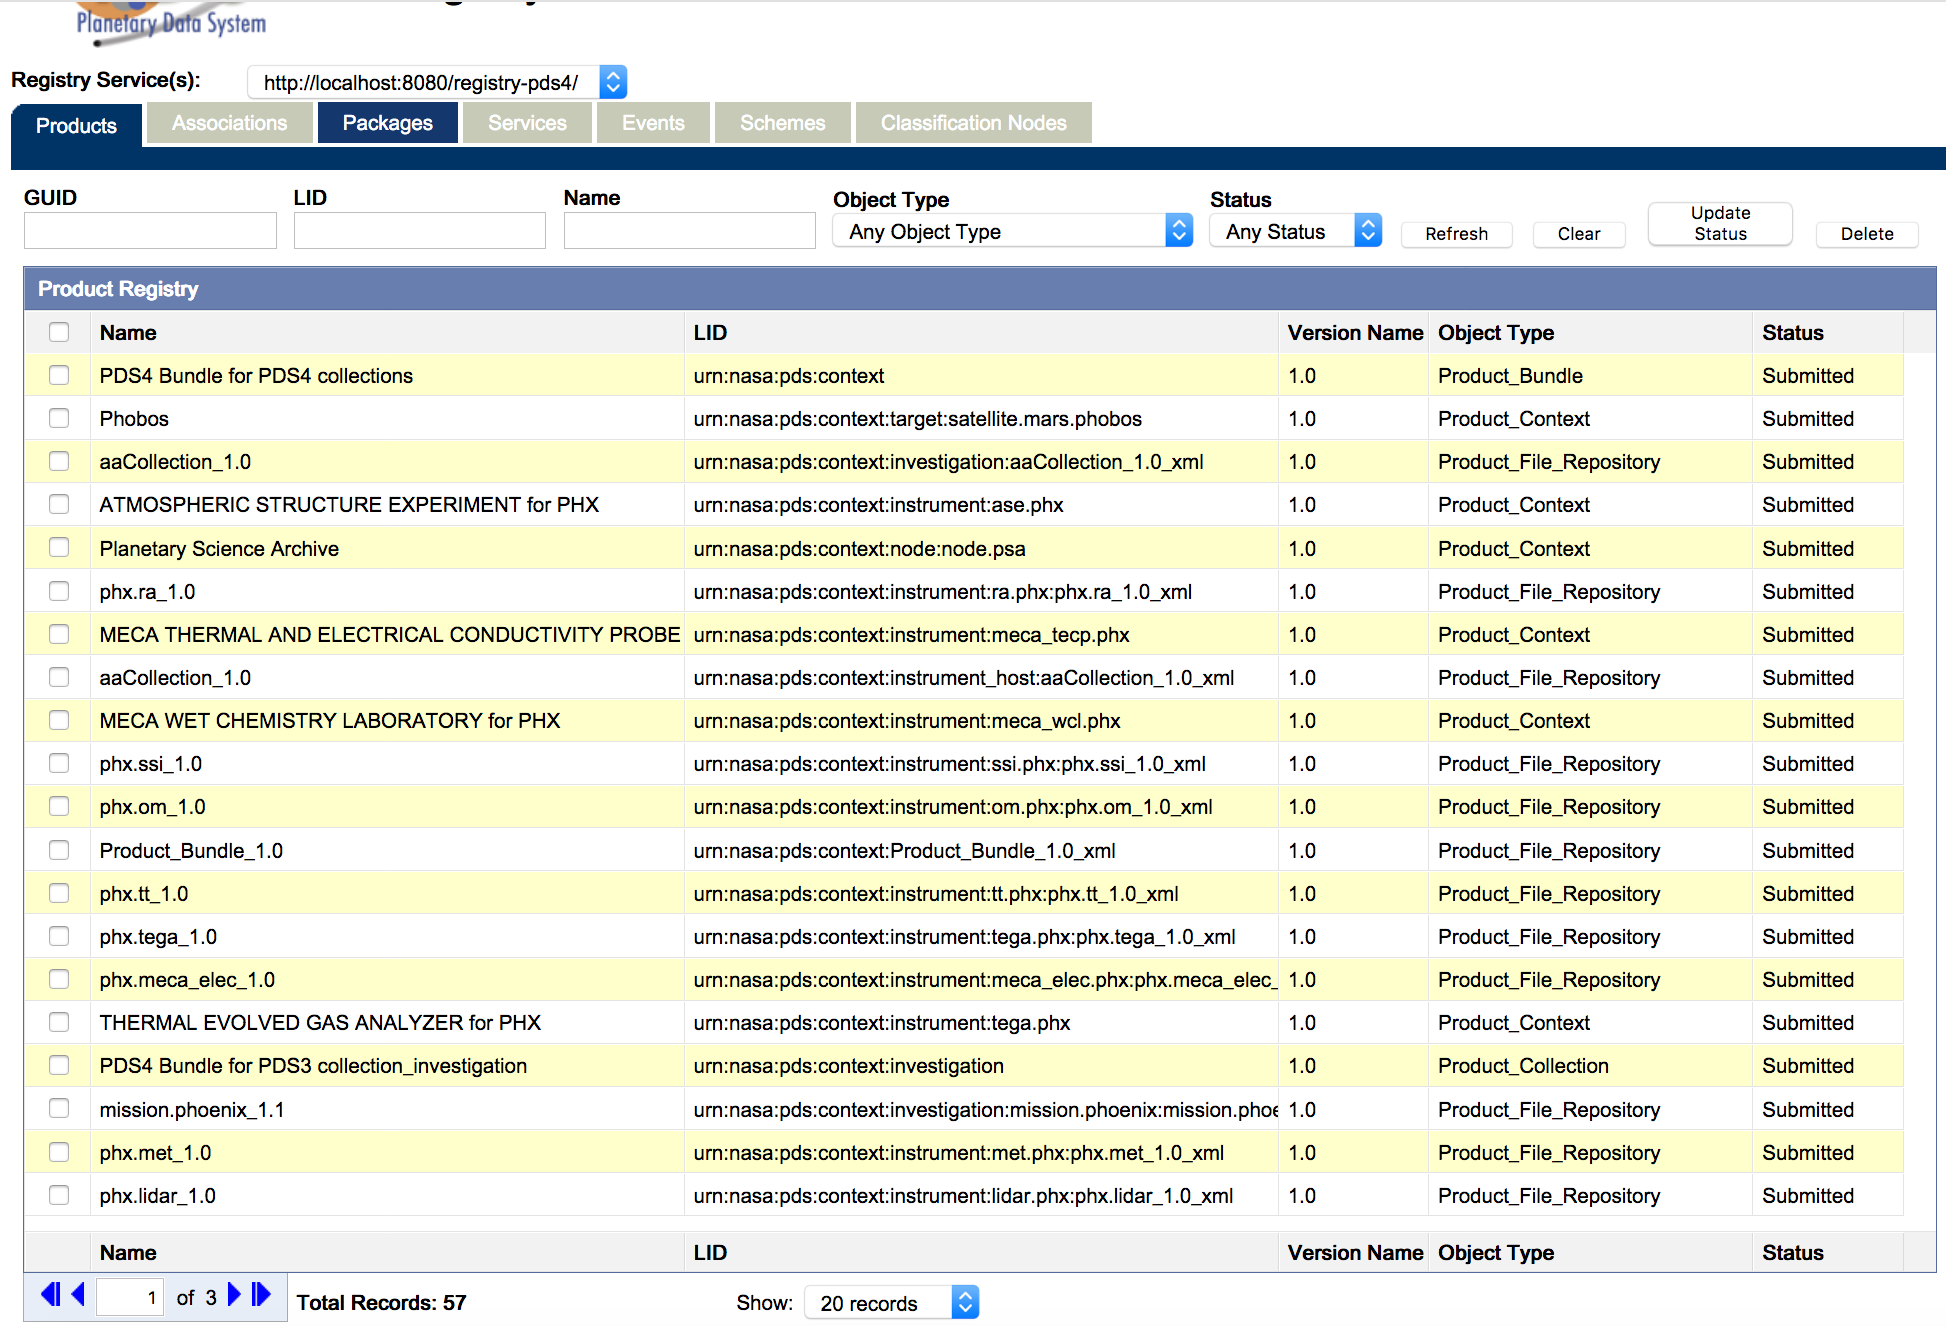 Planetary Data System
Registry Service(s): http://localhost:8080/registry-pds4/
Products Associations Packages Services Events Schemes Classification Nodes
GUID LID Name Object Type Status
Any Object Type Any Status Refresh Clear Update Status Delete
Product Registry
Name LID Version Name Object Type Status
PDS4 Bundle for PDS4 collections urn:nasa:pds:context 1.0 Product_Bundle Submitted
Phobos urn:nasa:pds:context:target:satellite.mars.phobos 1.0 Product_Context Submitted
aaCollection_1.0 urn:nasa:pds:context:investigation:aaCollection_1.0_xml 1.0 Product_File_Repository Submitted
ATMOSPHERIC STRUCTURE EXPERIMENT for PHX urn:nasa:pds:context:instrument:ase.phx 1.0 Product_Context Submitted
Planetary Science Archive urn:nasa:pds:context:node:node.psa 1.0 Product_Context Submitted
phx.ra_1.0 urn:nasa:pds:context:instrument:ra.phx:phx.ra_1.0_xml 1.0 Product_File_Repository Submitted
MECA THERMAL AND ELECTRICAL CONDUCTIVITY PROBE urn:nasa:pds:context:instrument:meca_tecp.phx 1.0 Product_Context Submitted
aaCollection_1.0 urn:nasa:pds:context:instrument_host:aaCollection_1.0_xml 1.0 Product_File_Repository Submitted
MECA WET CHEMISTRY LABORATORY for PHX urn:nasa:pds:context:instrument:meca_wcl.phx 1.0 Product_Context Submitted
phx.ssi_1.0 urn:nasa:pds:context:instrument:ssi.phx:phx.ssi_1.0_xml 1.0 Product_File_Repository Submitted
phx.om_1.0 urn:nasa:pds:context:instrument:om.phx:phx.om_1.0_xml 1.0 Product_File_Repository Submitted
Product_Bundle_1.0 urn:nasa:pds:context:Product_Bundle_1.0_xml 1.0 Product_File_Repository Submitted
phx.tt_1.0 urn:nasa:pds:context:instrument:tt.phx:phx.tt_1.0_xml 1.0 Product_File_Repository Submitted
phx.tega_1.0 urn:nasa:pds:context:instrument:tega.phx:phx.tega_1.0_xml 1.0 Product_File_Repository Submitted
phx.meca_elec_1.0 urn:nasa:pds:context:instrument:meca_elec.phx:phx.meca_elec_ 1.0 Product_File_Repository Submitted
THERMAL EVOLVED GAS ANALYZER for PHX urn:nasa:pds:context:instrument:tega.phx 1.0 Product_Context Submitted
PDS4 Bundle for PDS3 collection_investigation urn:nasa:pds:context:investigation 1.0 Product_Collection Submitted
mission.phoenix_1.1 urn:nasa:pds:context:investigation:mission.phoenix:mission.phoe 1.0 Product_File_Repository Submitted
phx.met_1.0 urn:nasa:pds:context:instrument:met.phx:phx.met_1.0_xml 1.0 Product_File_Repository Submitted
phx.lidar_1.0 urn:nasa:pds:context:instrument:lidar.phx:phx.lidar_1.0_xml 1.0 Product_File_Repository Submitted
Name LID Version Name Object Type Status
1 of 3 Total Records: 57 Show: 20 records